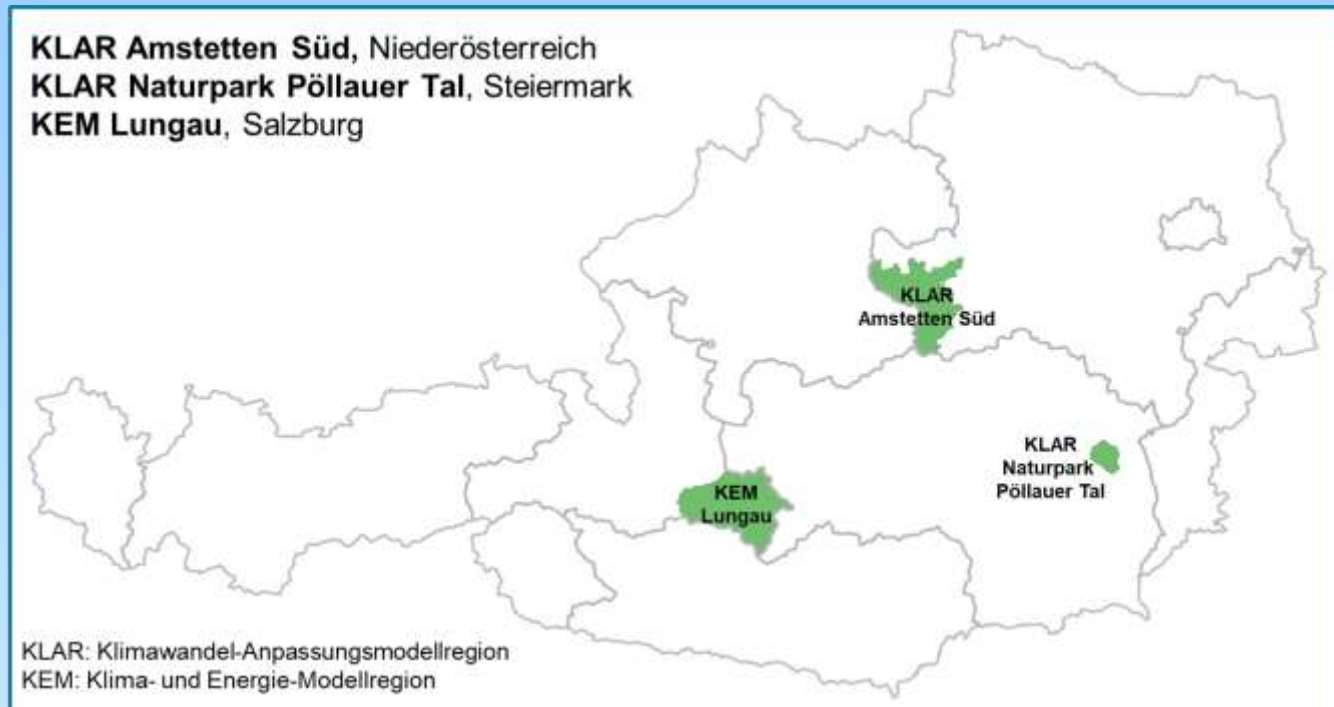 KLAR Amstetten Süd, Niederösterreich
KLAR Naturpark Pöllauer Tal, Steiermark
KEM Lungau, Salzburg
KLAR
Amstetten Süd
KLAR
Naturpark
Pöllauer Tal
KEM
Lungau
KLAR: Klimawandel-Anpassungsmodellregion
KEM: Klima- und Energie-Modellregion